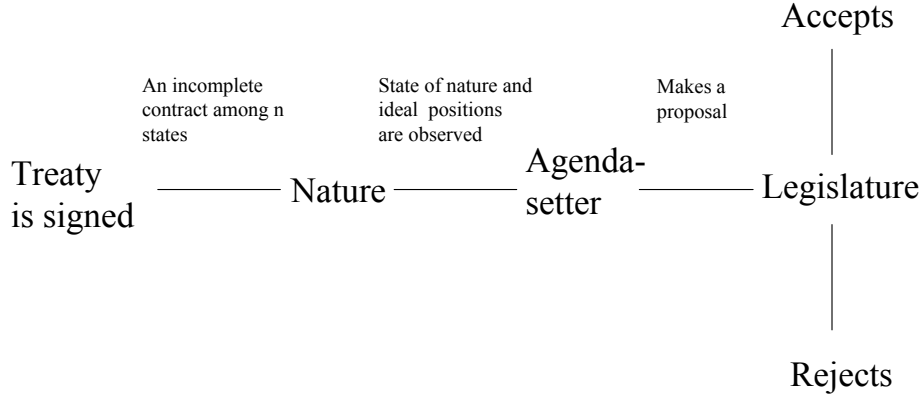 Accepts
An incomplete
contract among n
states
State of nature and
ideal positions
are observed
Makes a
proposal
Treaty
is signed
Nature
Agenda-
setter
Legislature
Rejects